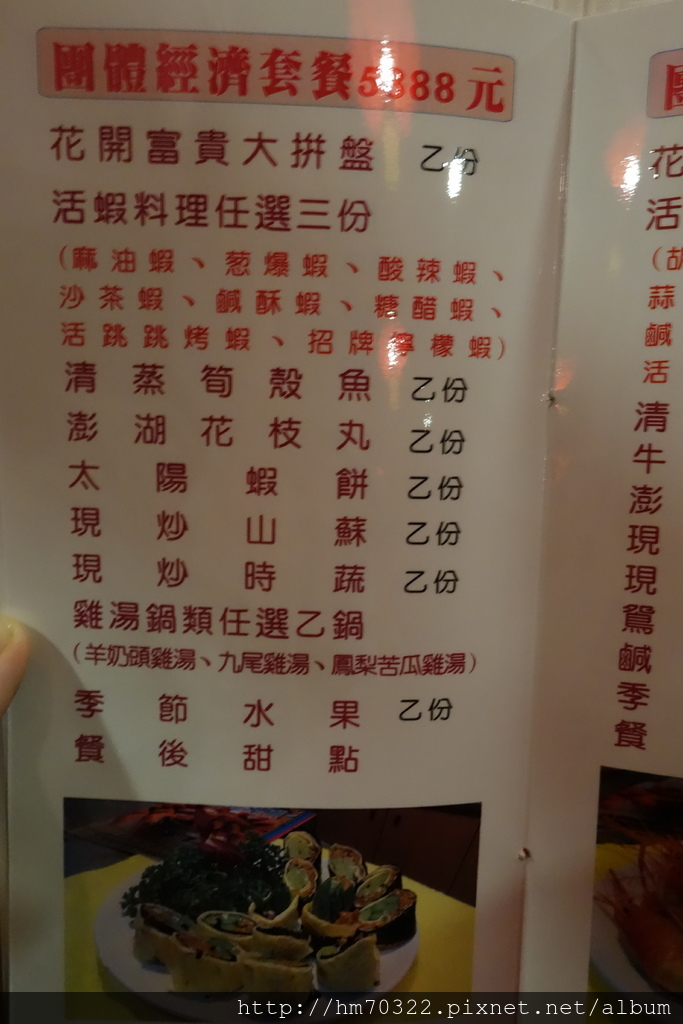 團體經濟套餐5888元
花開富貴大拼盤 乙份
活蝦料理任選三份
(麻油蝦、葱爆蝦、酸辣蝦、
沙茶蝦、鹹酥蝦、糖醋蝦、
活跳跳烤蝦、招牌檸檬蝦)
清蒸筍殼魚 乙份
澎湖花枝丸 乙份
太陽蝦餅 乙份
現炒山蘇 乙份
現炒時蔬 乙份
雞湯鍋類任選乙鍋
(羊奶頭雞湯、九尾雞湯、鳳梨苦瓜雞湯)
季節水果 乙份
餐後甜點
團
花
活
(胡
蒜
鹹
活
清
牛
澎
現
現
鴛
鹹
季
餐
http://hm70322.pixnet.net/album